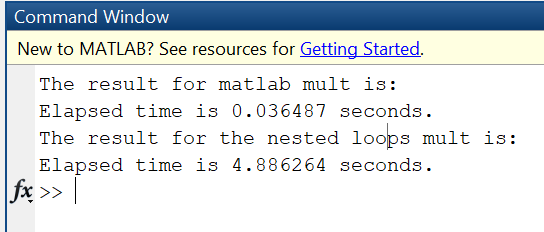 Command Window
New to MATLAB? See resources for Getting Started.
The result for matlab mult is:
Elapsed time is 0.036487 seconds.
The result for the nested loops mult is:
Elapsed time is 4.886264 seconds.
fx >>